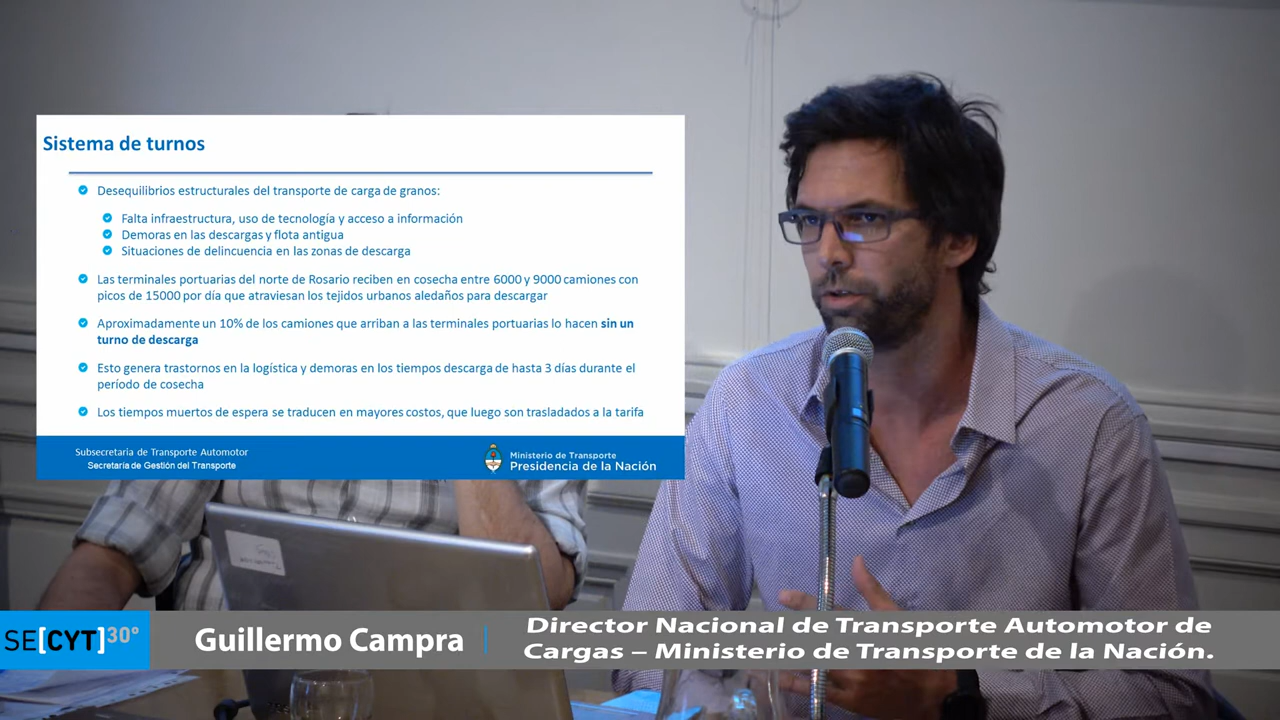 Sistema de turnos
Desequilibrios estructurales del transporte de carga de granos:
Falta infraestructura, uso de tecnología y acceso a información
Demoras en las descargas y flota antigua
Situaciones de delincuencia en las zonas de descarga
Las terminales portuarias del norte de Rosario reciben en cosecha entre 6000 y 9000 camiones con
picos de 15000 por día que atraviesan los tejidos urbanos aledaños para descargar
Aproximadamente un 10% de los camiones que arriban a las terminales portuarias lo hacen sin un
turno de descarga
Esto genera trastornos en la logística y demoras en los tiempos descarga de hasta 3 días durante el
período de cosecha
Los tiempos muertos de espera se traducen en mayores costos, que luego son trasladados a la tarifa
Subsecretaria de Transporte Automotor
Secretaría de Gestión del Transporte
Ministerio de Transporte
Presidencia de la Nación
SE[CYT]30°
Guillermo Campra
Director Nacional de Transporte Automotor de
Cargas – Ministerio de Transporte de la Nación.